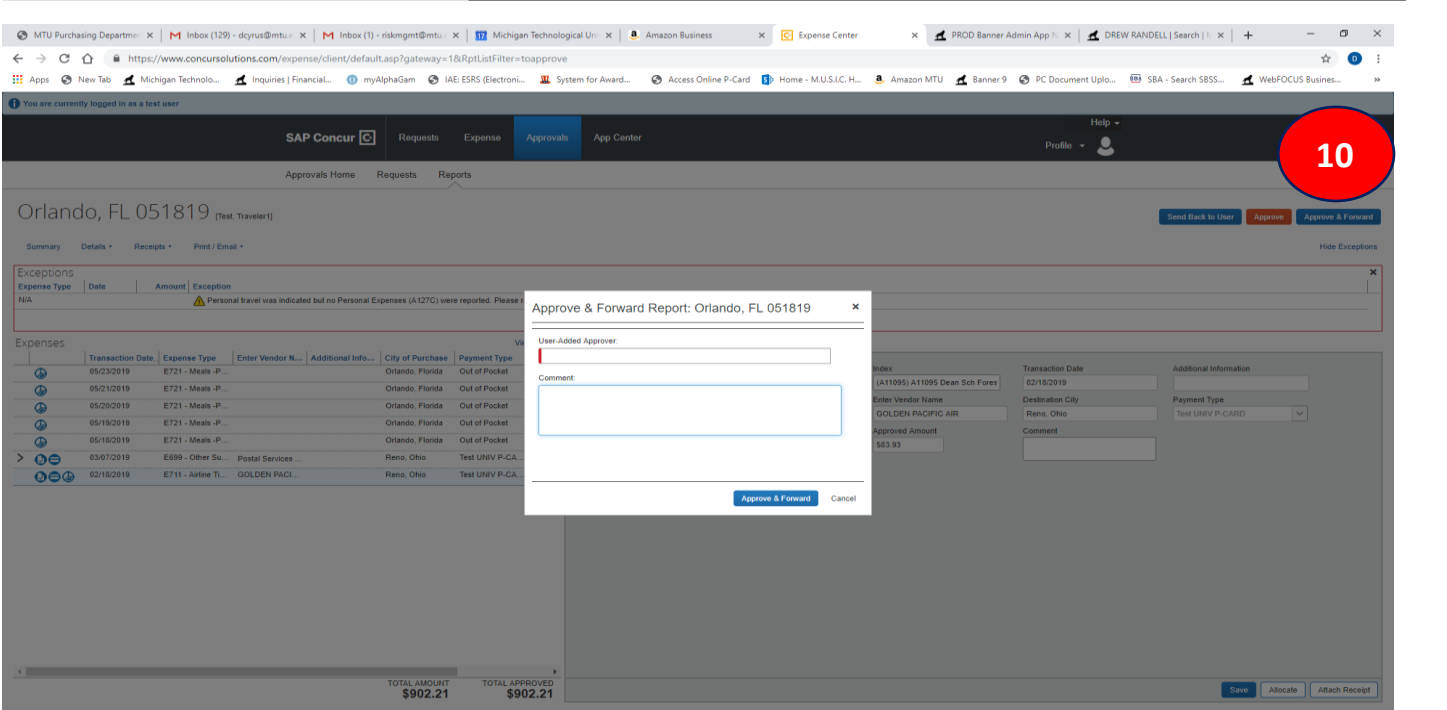 MTU Purchasing Departmen Inbox (129) - dcyrus@mtu.e Inbox (1) - riskmgmt@mtu. Michigan Technological Uni Amazon Business Expense Center PROD Banner Admin App N DREW RANDELL | Search |
https://www.concursolutions.com/expense/client/default.asp?gateway=1&RptListFilter=toapprove
Apps New Tab Michigan Technolo... Inquiries | Financial... myAlphaGam IAE: ESRS (Electroni... System for Award... Access Online P-Card Home - M.U.S.I.C. H... Amazon MTU Banner 9 PC Document Uplo... SBA - Search SBSS... WebFOCUS Busines... »
You are currently logged in as a test user
Help
SAP Concur Requests Expense Approvals App Center
Profile
10
Approvals Home Requests Reports
Orlando, FL 051819 [Test, Traveler1]
Send Back to User Approve Approve & Forward
Summary Details Receipts Print / Email
Hide Exceptions
Exceptions
Expense Type Date Amount Exception
N/A Personal travel was indicated but no Personal Expenses (A127C) were reported. Please
Approve & Forward Report: Orlando, FL 051819 ×
User-Added Approver:
Comment:
Approve & Forward Cancel
Expenses
Transaction Date Expense Type Enter Vendor N... Additional Info... City of Purchase Payment Type
05/23/2019 E721 - Meals -P... Orlando, Florida Out of Pocket
05/21/2019 E721 - Meals -P... Orlando, Florida Out of Pocket
05/20/2019 E721 - Meals -P... Orlando, Florida Out of Pocket
05/19/2019 E721 - Meals -P... Orlando, Florida Out of Pocket
05/18/2019 E721 - Meals -P... Orlando, Florida Out of Pocket
03/07/2019 E699 - Other Su... Postal Services ... Reno, Ohio Test UNIV P-CA...
02/18/2019 E711 - Airline Ti... GOLDEN PACI... Reno, Ohio Test UNIV P-CA...
Index Transaction Date Additional Information
(A11095) A11095 Dean Sch Fores 02/18/2019
Enter Vendor Name Destination City Payment Type
GOLDEN PACIFIC AIR Reno, Ohio Test UNIV P-CARD
Approved Amount Comment
583.93
TOTAL AMOUNT TOTAL APPROVED
$902.21 $902.21
Save Allocate Attach Receipt